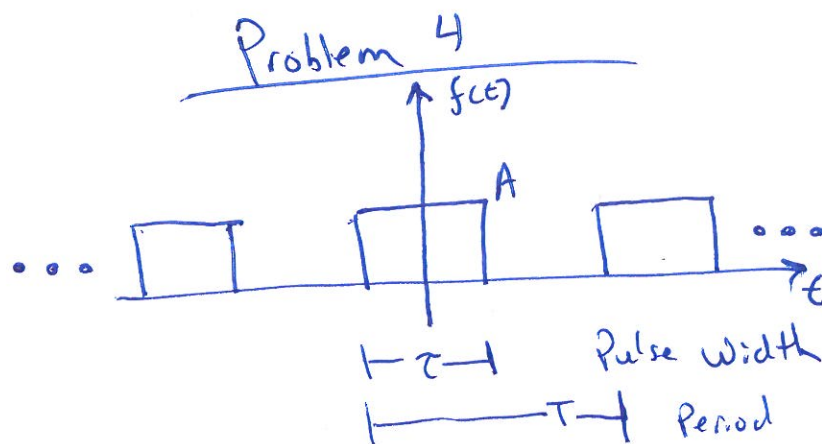 Problem 4
f(t)
A
t
τ Pulse Width
T Period